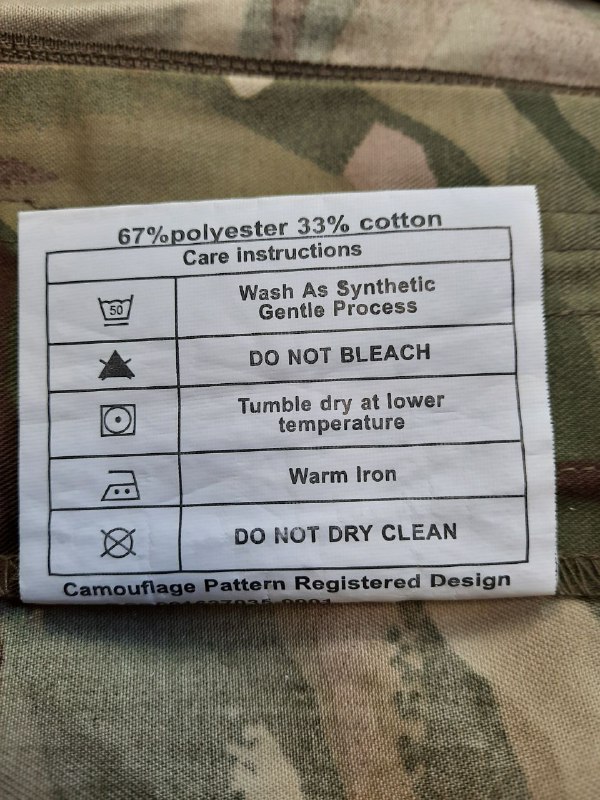 67%polyester 33% cotton
Care instructions
50
Wash As Synthetic
Gentle Process
DO NOT BLEACH
Tumble dry at lower
temperature
Warm Iron
DO NOT DRY CLEAN
Camouflage Pattern Registered Design